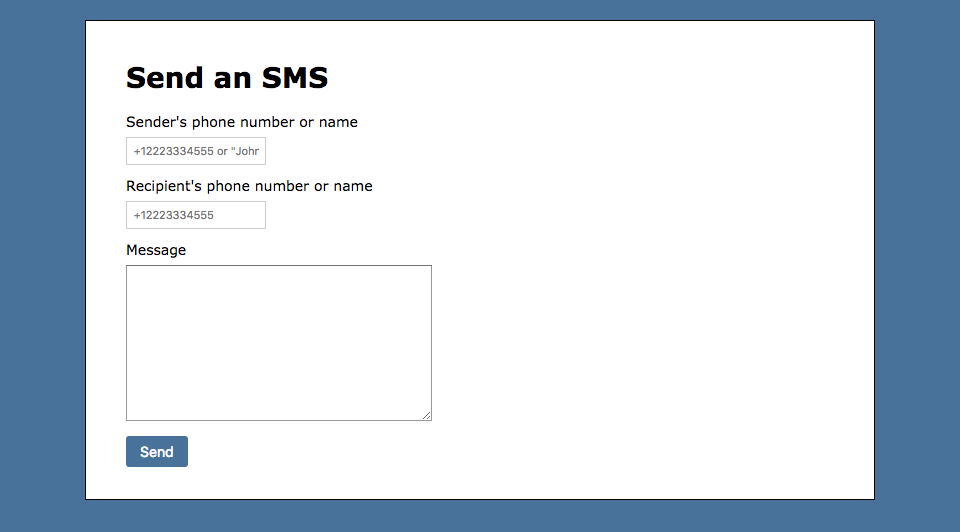 Send an SMS
Sender's phone number or name
+12223334555 or "John
Recipient's phone number or name
+12223334555
Message
Send